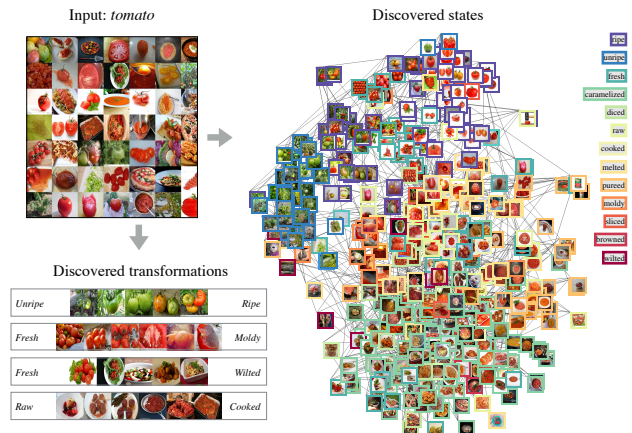 Input: tomato
Discovered states
ripe
unripe
fresh
caramelized
diced
raw
cooked
melted
pureed
moldy
sliced
browned
wilted
Discovered transformations
Unripe Ripe
Fresh Moldy
Fresh Wilted
Raw Cooked